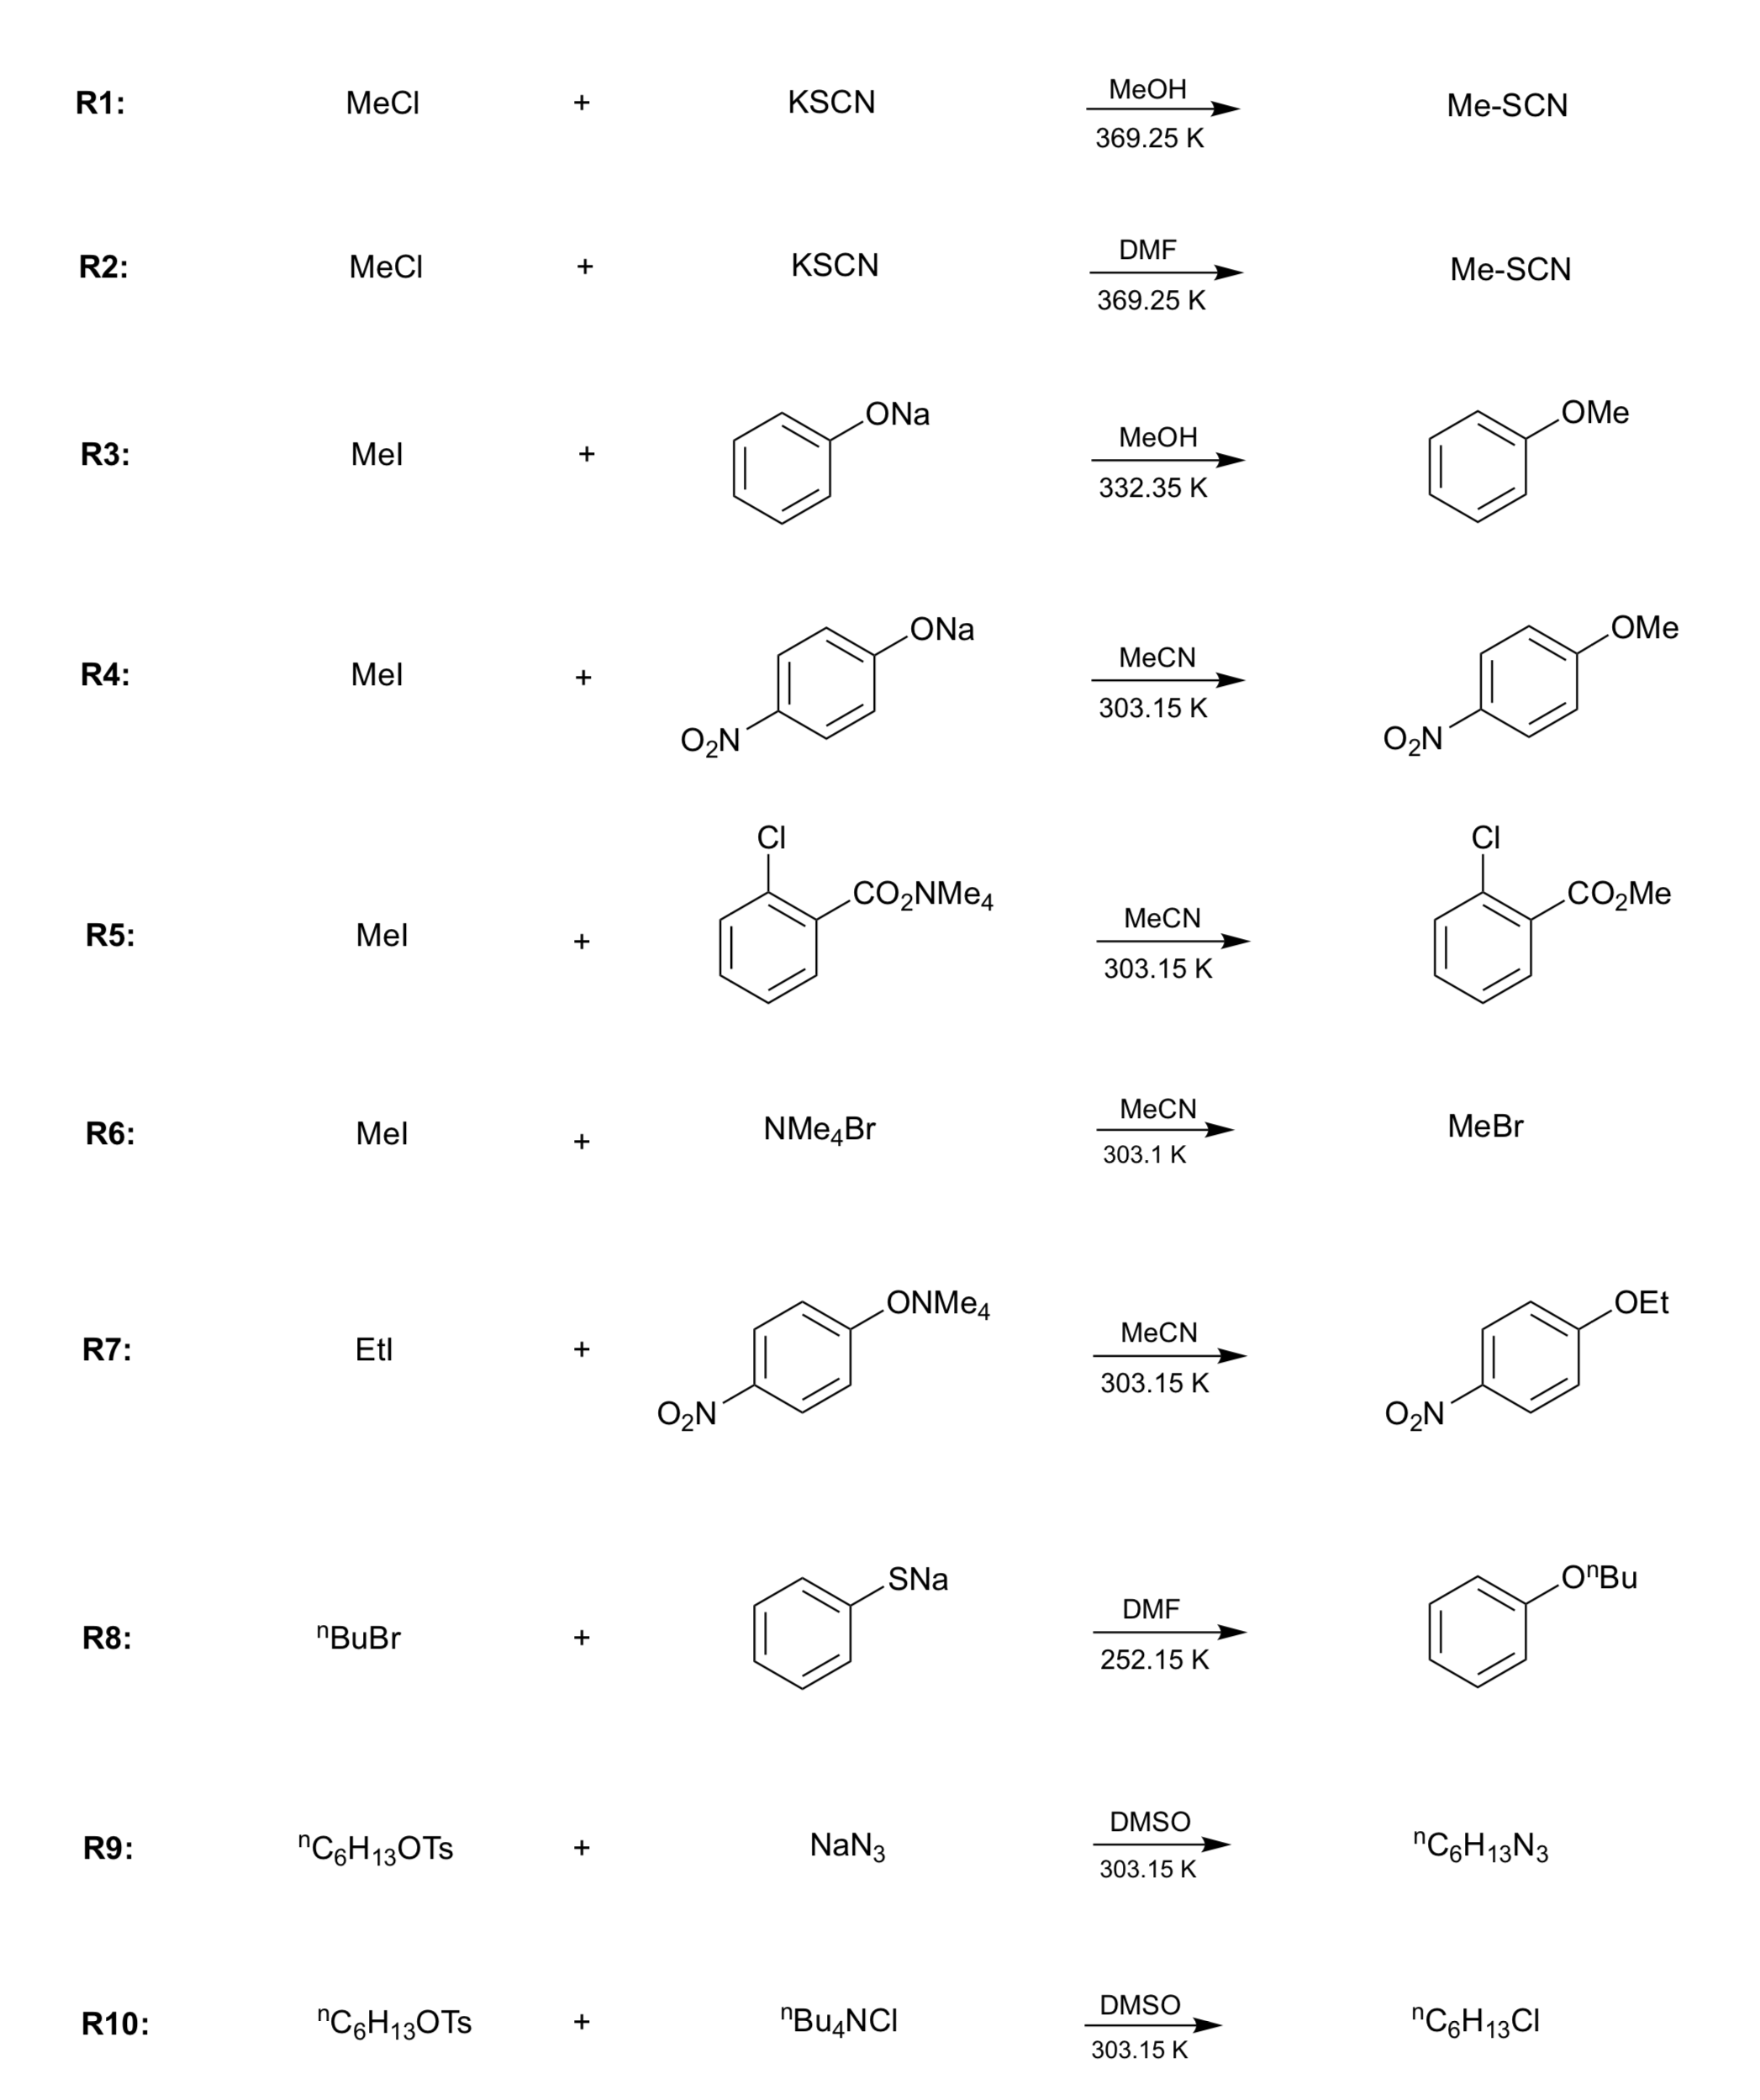 R1: MeCl + KSCN MeOH 369.25 K Me-SCN
R2: MeCl + KSCN DMF 369.25 K Me-SCN
R3: MeI + ONa MeOH 332.35 K OMe
R4: MeI + ONa O₂N MeCN 303.15 K OMe O₂N
R5: MeI + Cl CO₂NMe₄ MeCN 303.15 K Cl CO₂Me
R6: MeI + NMe₄Br MeCN 303.1 K MeBr
R7: EtI + ONMe₄ O₂N MeCN 303.15 K OEt O₂N
R8: ⁿBuBr + SNa DMF 252.15 K OⁿBu
R9: ⁿC₆H₁₃OTs + NaN₃ DMSO 303.15 K ⁿC₆H₁₃N₃
R10: ⁿC₆H₁₃OTs + ⁿBu₄NCl DMSO 303.15 K ⁿC₆H₁₃Cl